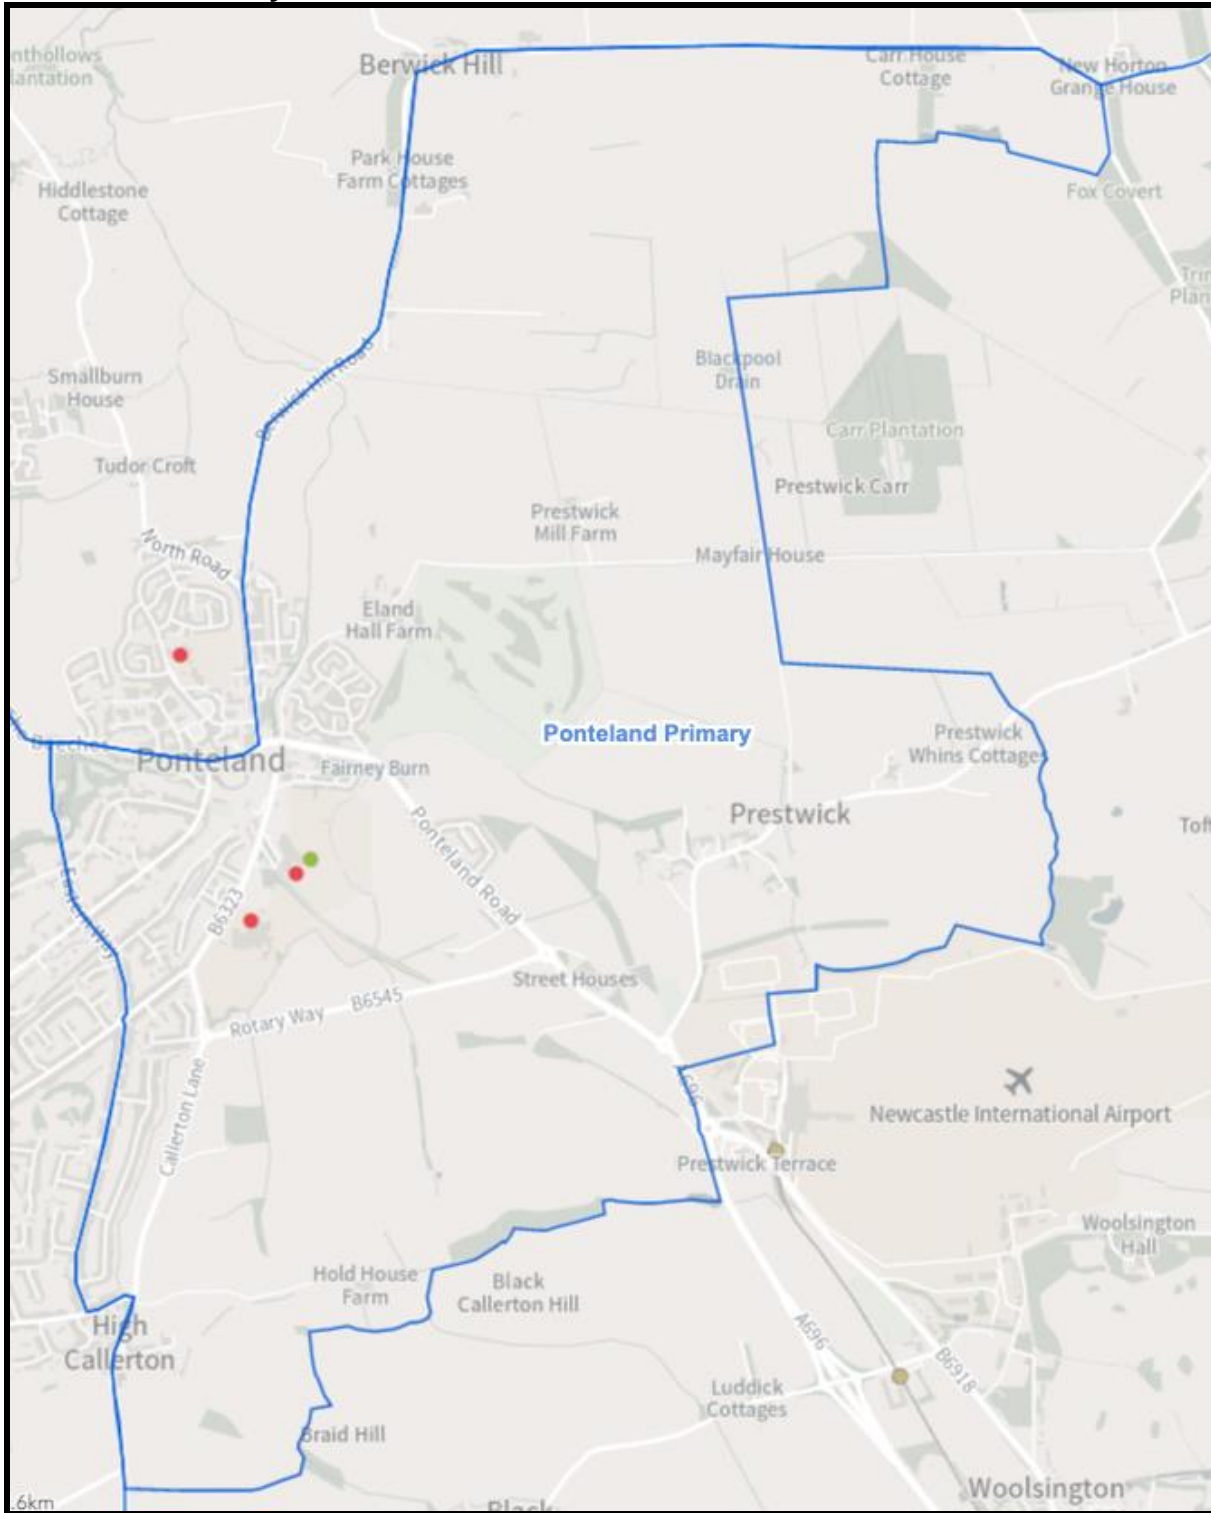 Berwick Hill
nthollows
lantation
Carr House
Cottage
New Horton
Grange House
Park House
Farm Cottages
Hiddlestone
Cottage
Fox Covert
Berwick Hill Road
Blackpool
Drain
Smallburn
House
Carr Plantation
Tudor Croft
Prestwick Carr
Prestwick
Mill Farm
North Road
Mayfair House
Eland
Hall Farm
Ponteland Primary
Prestwick
Whins Cottages
Ponteland
Fairney Burn
Prestwick
Ponteland Road
Eastern Way
B6323
Street Houses
B6545
Rotary Way
Callerton Lane
Newcastle International Airport
Prestwick Terrace
Woolsington
Hall
Hold House
Farm
Black
Callerton Hill
High
Callerton
A696
B6918
Luddick
Cottages
Braid Hill
Woolsington
.6km